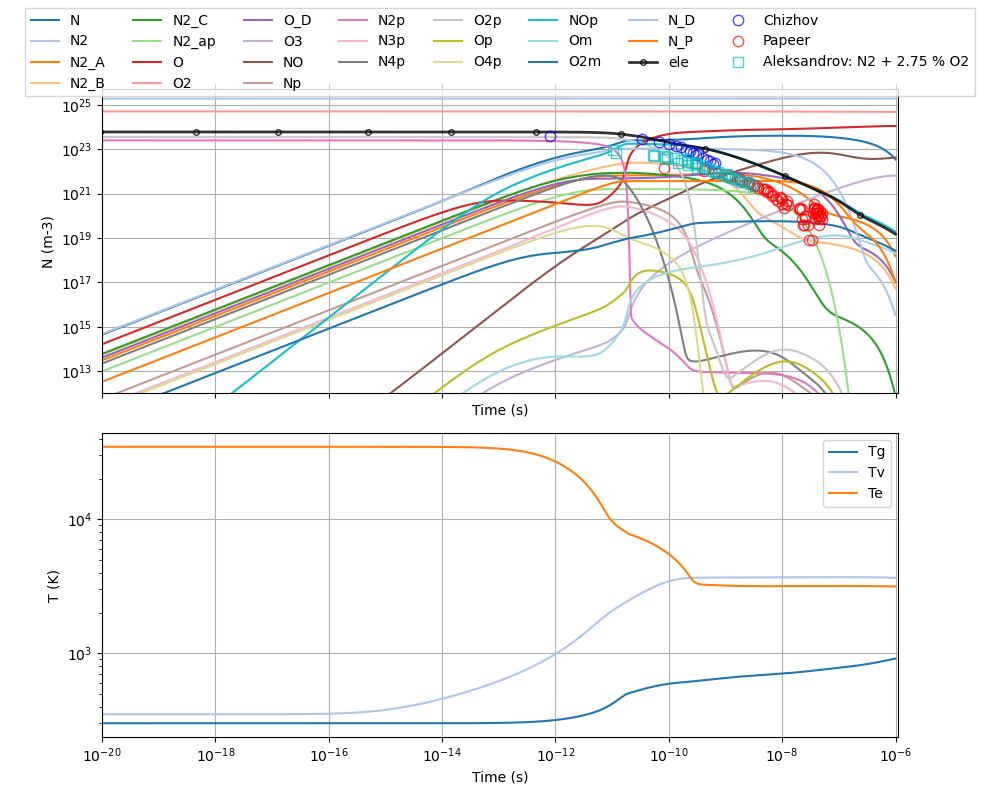 N N2_C O_D N2p O2p NOp N_D Chizhov
N2 N2_ap O3 N3p Op Om N_P Papeer
N2_A O NO N4p O4p O2m ele Aleksandrov: N2 + 2.75 % O2
N2_B O2 Np
10^25
10^23
10^21
10^19
10^17
10^15
10^13
N (m-3)
Time (s)
Tg
Tv
Te
10^4
10^3
T (K)
10^−20 10^−18 10^−16 10^−14 10^−12 10^−10 10^−8 10^−6
Time (s)